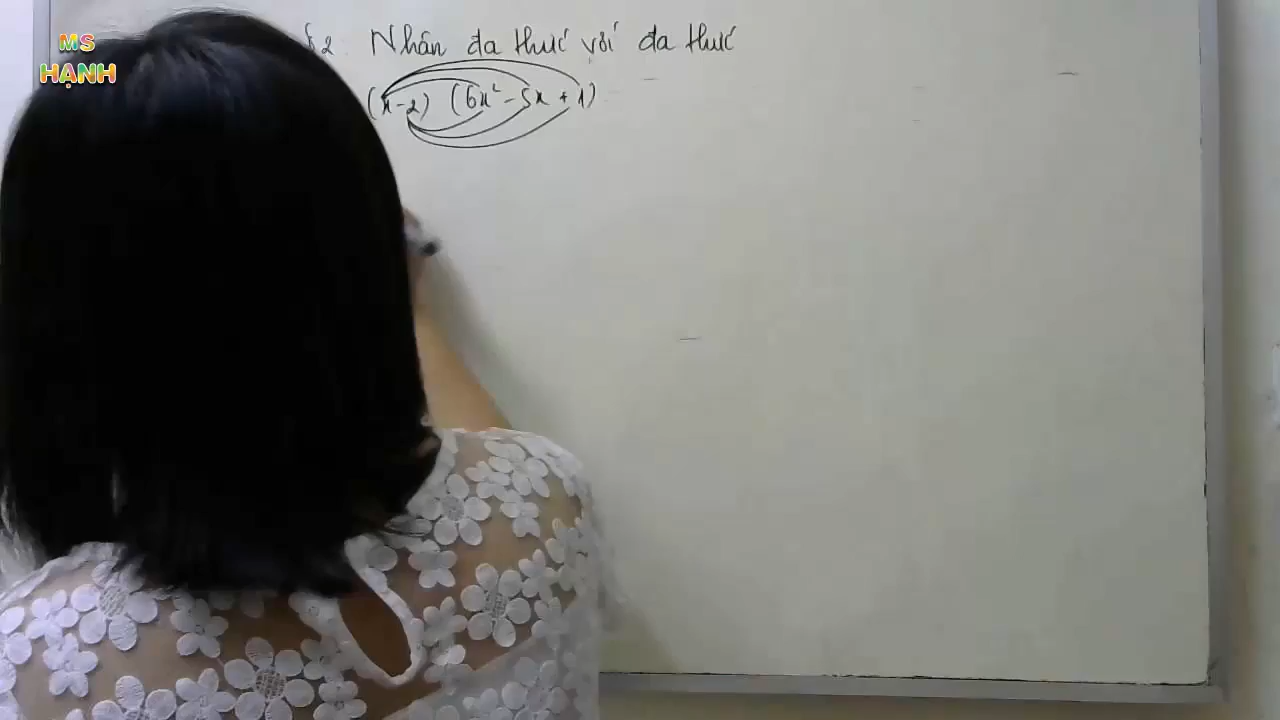 MS
HẠNH
§2. Nhân đa thức với đa thức
(x-2) (6x² - 5x + 1)